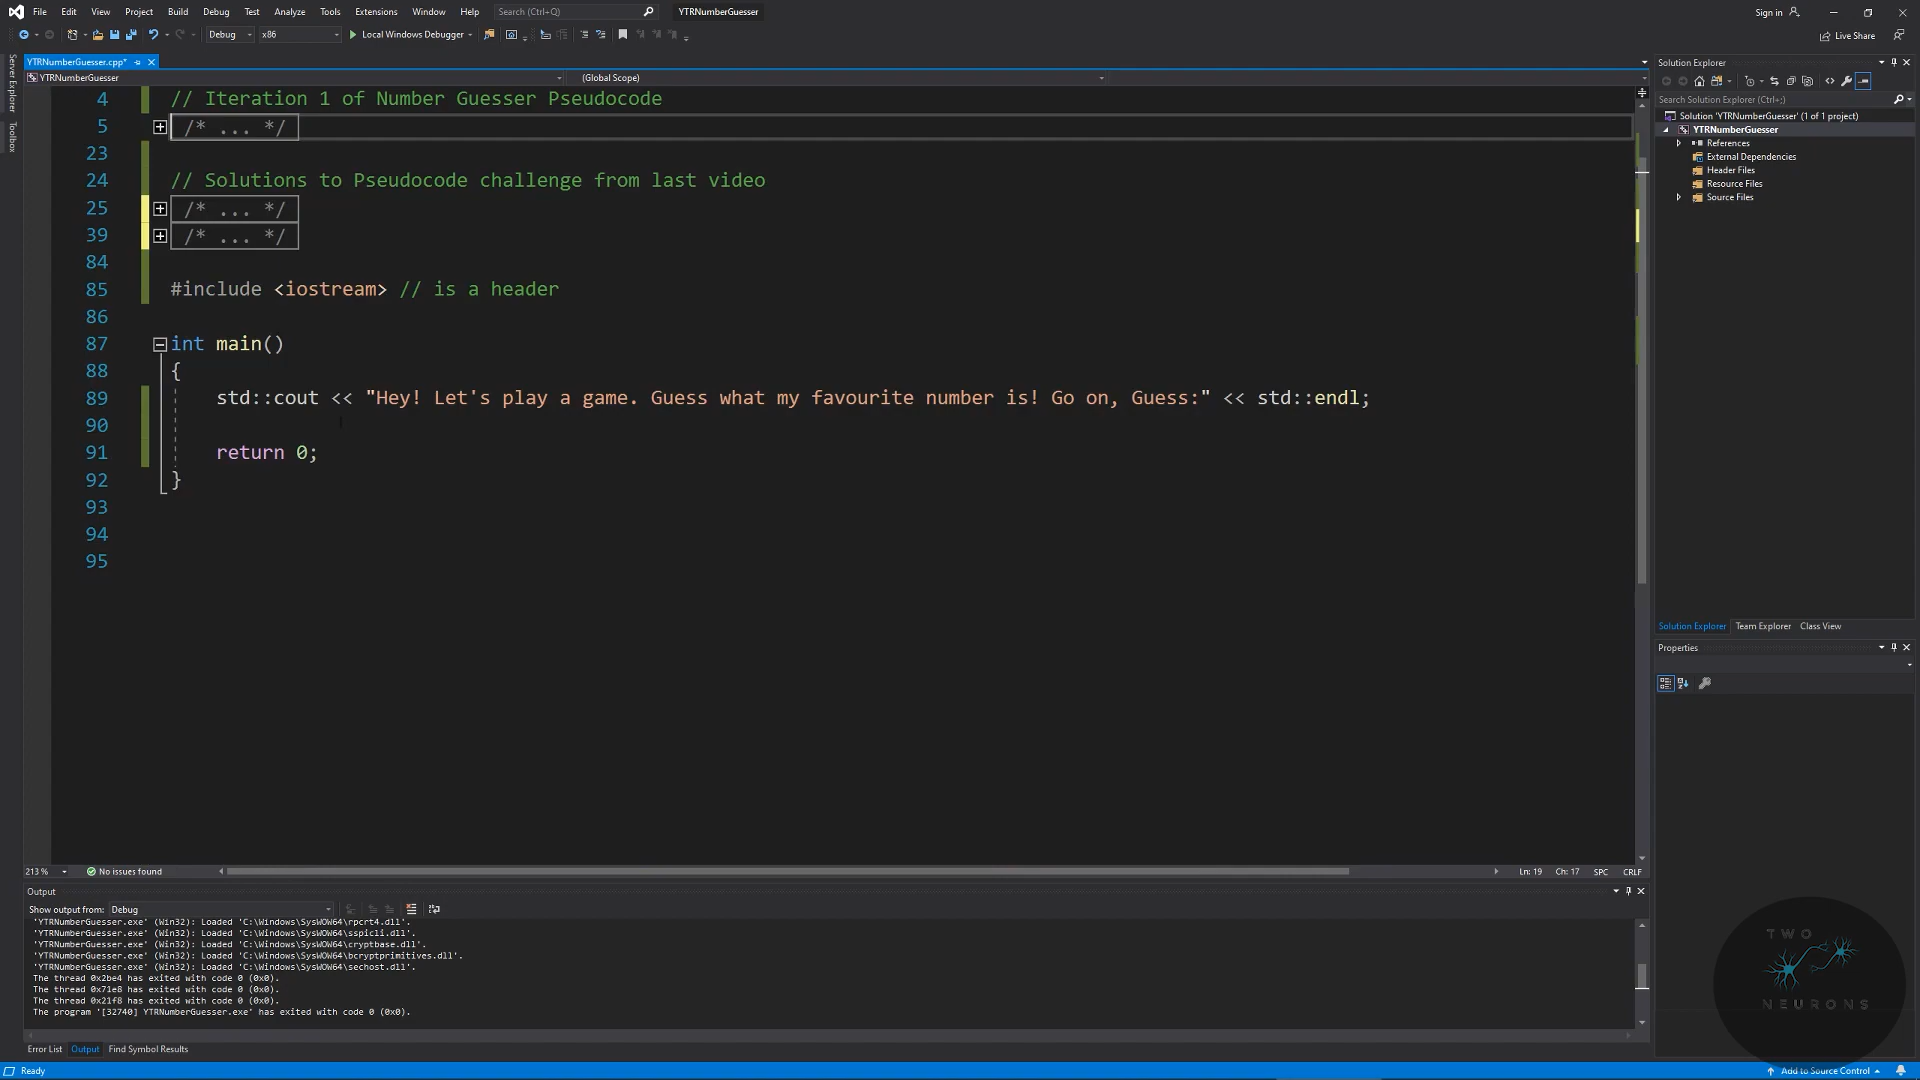 File Edit View Project Build Debug Test Analyze Tools Extensions Window Help Search (Ctrl+Q) YTRNumberGuesser Sign in
Debug x86 Local Windows Debugger Live Share
Server Explorer
Toolbox
YTRNumberGuesser.cpp*
YTRNumberGuesser (Global Scope)
4 // Iteration 1 of Number Guesser Pseudocode
5 /* ... */
23
24 // Solutions to Pseudocode challenge from last video
25 /* ... */
39 /* ... */
84
85 #include <iostream> // is a header
86
87 int main()
88 {
89 std::cout << "Hey! Let's play a game. Guess what my favourite number is! Go on, Guess:" << std::endl;
90
91 return 0;
92 }
93
94
95
213 % No issues found Ln: 19 Ch: 17 SPC CRLF
Output
Show output from: Debug
'YTRNumberGuesser.exe' (Win32): Loaded 'C:\Windows\SysWOW64\rpcrt4.dll'.
'YTRNumberGuesser.exe' (Win32): Loaded 'C:\Windows\SysWOW64\sspicli.dll'.
'YTRNumberGuesser.exe' (Win32): Loaded 'C:\Windows\SysWOW64\cryptbase.dll'.
'YTRNumberGuesser.exe' (Win32): Loaded 'C:\Windows\SysWOW64\bcryptprimitives.dll'.
'YTRNumberGuesser.exe' (Win32): Loaded 'C:\Windows\SysWOW64\sechost.dll'.
The thread 0x2be4 has exited with code 0 (0x0).
The thread 0x71e8 has exited with code 0 (0x0).
The thread 0x21f8 has exited with code 0 (0x0).
The program '[32740] YTRNumberGuesser.exe' has exited with code 0 (0x0).
Error List Output Find Symbol Results
Ready
Solution Explorer
Search Solution Explorer (Ctrl+;)
Solution 'YTRNumberGuesser' (1 of 1 project)
YTRNumberGuesser
References
External Dependencies
Header Files
Resource Files
Source Files
Solution Explorer Team Explorer Class View
Properties
TWO
NEURONS
Add to Source Control